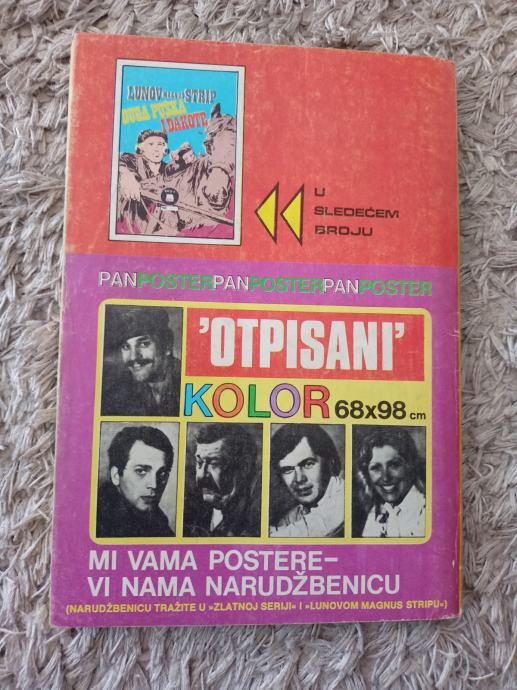 LUNOV MAGNUS STRIP
DUGA PUŠKA
I DAKOTE
U
SLEDEĆEM
BROJU
PANPOSTERPANPOSTERPANPOSTER
'OTPISANI'
KOLOR 68x98 cm
MI VAMA POSTERE–
VI NAMA NARUDŽBENICU
(NARUDŽBENICU TRAŽITE U »ZLATNOJ SERIJI« I »LUNOVOM MAGNUS STRIPU«)